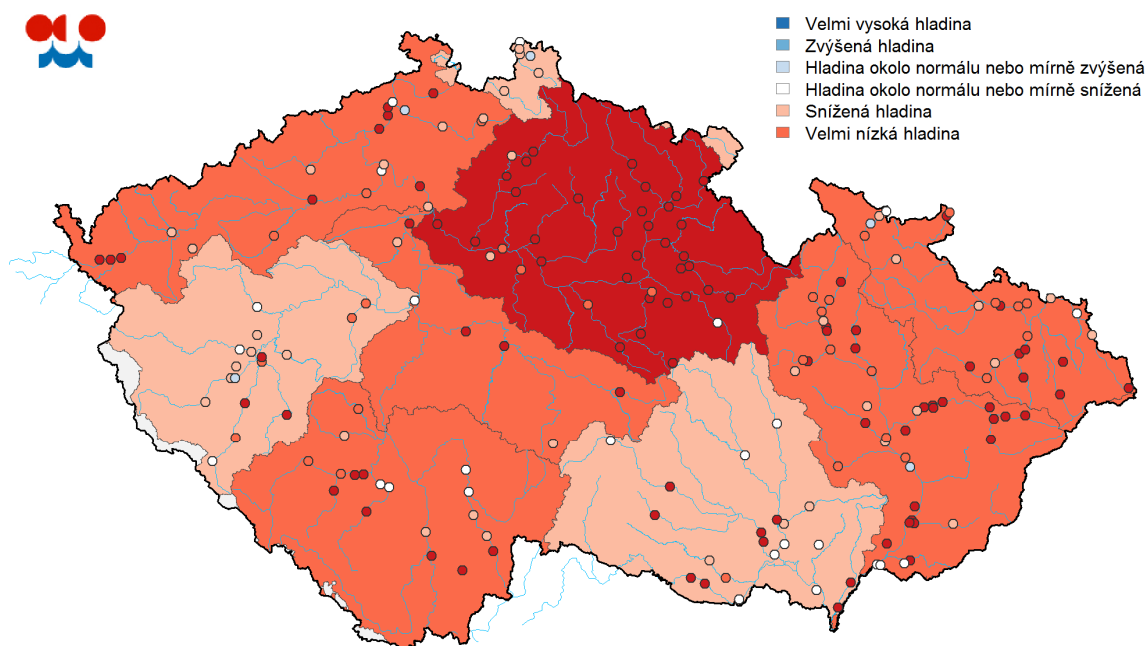 Velmi vysoká hladina
Zvýšená hladina
Hladina okolo normálu nebo mírně zvýšená
Hladina okolo normálu nebo mírně snížená
Snížená hladina
Velmi nízká hladina